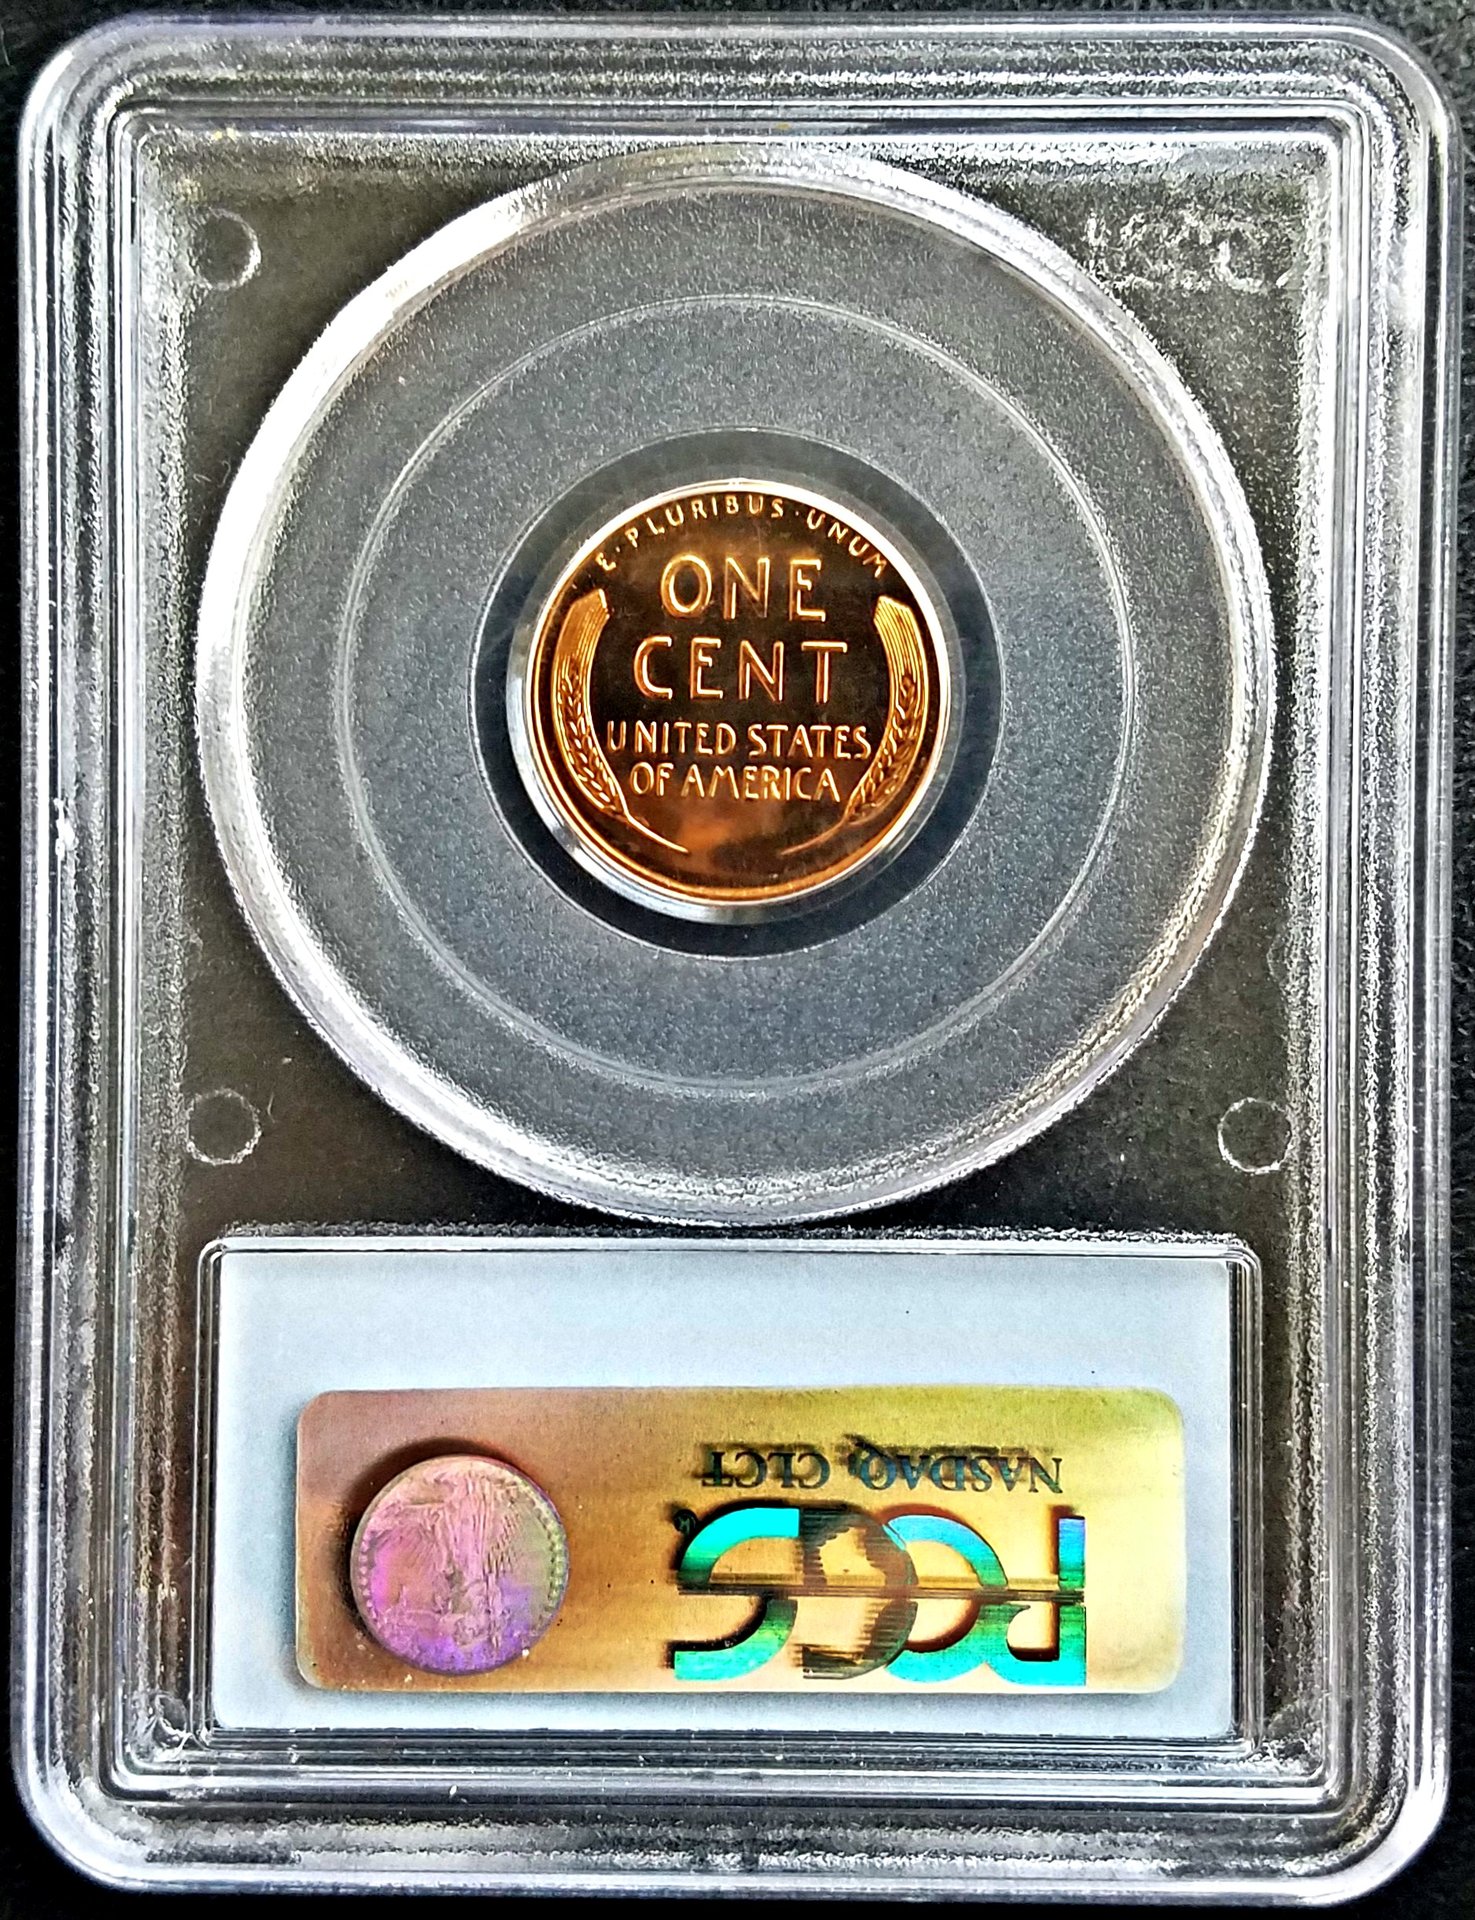 E · PLURIBUS · UNUM
ONE
CENT
UNITED STATES
OF AMERICA
PCGS
NASDAQ: CLCT